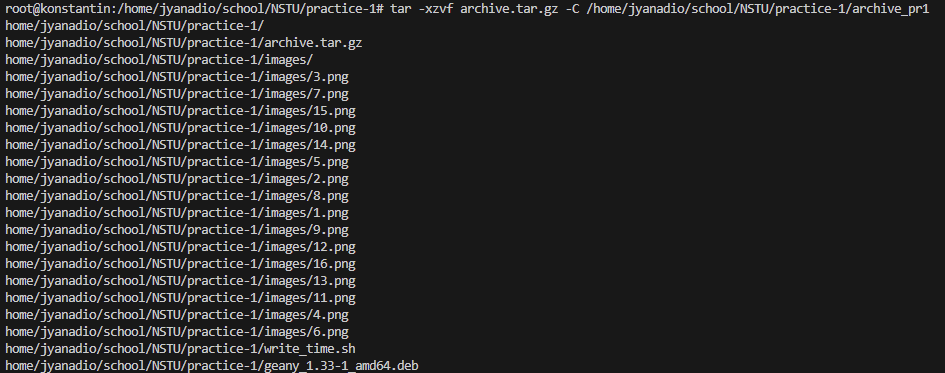 root@konstantin:/home/jyanadio/school/NSTU/practice-1# tar -xzvf archive.tar.gz -C /home/jyanadio/school/NSTU/practice-1/archive_pr1
home/jyanadio/school/NSTU/practice-1/
home/jyanadio/school/NSTU/practice-1/archive.tar.gz
home/jyanadio/school/NSTU/practice-1/images/
home/jyanadio/school/NSTU/practice-1/images/3.png
home/jyanadio/school/NSTU/practice-1/images/7.png
home/jyanadio/school/NSTU/practice-1/images/15.png
home/jyanadio/school/NSTU/practice-1/images/10.png
home/jyanadio/school/NSTU/practice-1/images/14.png
home/jyanadio/school/NSTU/practice-1/images/5.png
home/jyanadio/school/NSTU/practice-1/images/2.png
home/jyanadio/school/NSTU/practice-1/images/8.png
home/jyanadio/school/NSTU/practice-1/images/1.png
home/jyanadio/school/NSTU/practice-1/images/9.png
home/jyanadio/school/NSTU/practice-1/images/12.png
home/jyanadio/school/NSTU/practice-1/images/16.png
home/jyanadio/school/NSTU/practice-1/images/13.png
home/jyanadio/school/NSTU/practice-1/images/11.png
home/jyanadio/school/NSTU/practice-1/images/4.png
home/jyanadio/school/NSTU/practice-1/images/6.png
home/jyanadio/school/NSTU/practice-1/write_time.sh
home/jyanadio/school/NSTU/practice-1/geany_1.33-1_amd64.deb